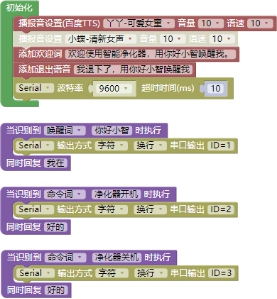 初始化
播报音设置(百度TTS) 丫丫-可爱女童 音量 10 语速 10
播报音设置 小蝶-清新女声 音量 10 语速 10
添加欢迎词 欢迎使用智能净化器，用你好小智唤醒我。
添加退出语音 我退下了，用你好小智唤醒我
Serial 波特率 9600 超时时间(ms) 10
当识别到 唤醒词 你好小智 时执行
Serial 输出方式 字符 换行 串口输出 ID=1
同时回复 我在
当识别到 命令词 净化器开机 时执行
Serial 输出方式 字符 换行 串口输出 ID=2
同时回复 好的
当识别到 命令词 净化器关机 时执行
Serial 输出方式 字符 换行 串口输出 ID=3
同时回复 好的